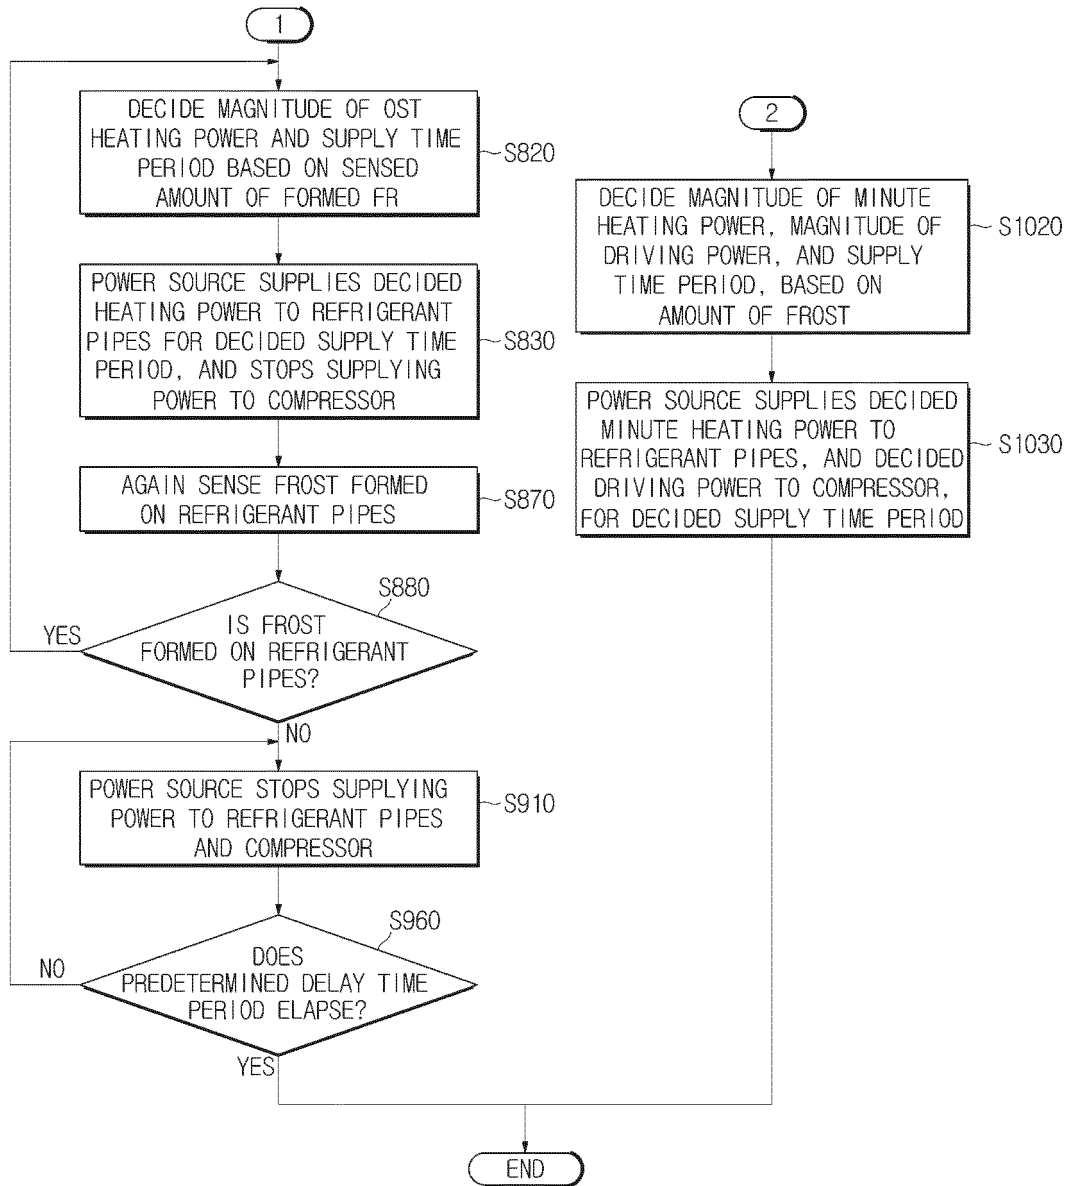 1
DECIDE MAGNITUDE OF OST
HEATING POWER AND SUPPLY TIME
PERIOD BASED ON SENSED
AMOUNT OF FORMED FR
S820
POWER SOURCE SUPPLIES DECIDED
HEATING POWER TO REFRIGERANT
PIPES FOR DECIDED SUPPLY TIME
PERIOD, AND STOPS SUPPLYING
POWER TO COMPRESSOR
S830
AGAIN SENSE FROST FORMED
ON REFRIGERANT PIPES
S870
S880
IS FROST
FORMED ON REFRIGERANT
PIPES?
YES
NO
POWER SOURCE STOPS SUPPLYING
POWER TO REFRIGERANT PIPES
AND COMPRESSOR
S910
S960
DOES
PREDETERMINED DELAY TIME
PERIOD ELAPSE?
NO
YES
2
DECIDE MAGNITUDE OF MINUTE
HEATING POWER, MAGNITUDE OF
DRIVING POWER, AND SUPPLY
TIME PERIOD, BASED ON
AMOUNT OF FROST
S1020
POWER SOURCE SUPPLIES DECIDED
MINUTE HEATING POWER TO
REFRIGERANT PIPES, AND DECIDED
DRIVING POWER TO COMPRESSOR,
FOR DECIDED SUPPLY TIME PERIOD
S1030
END